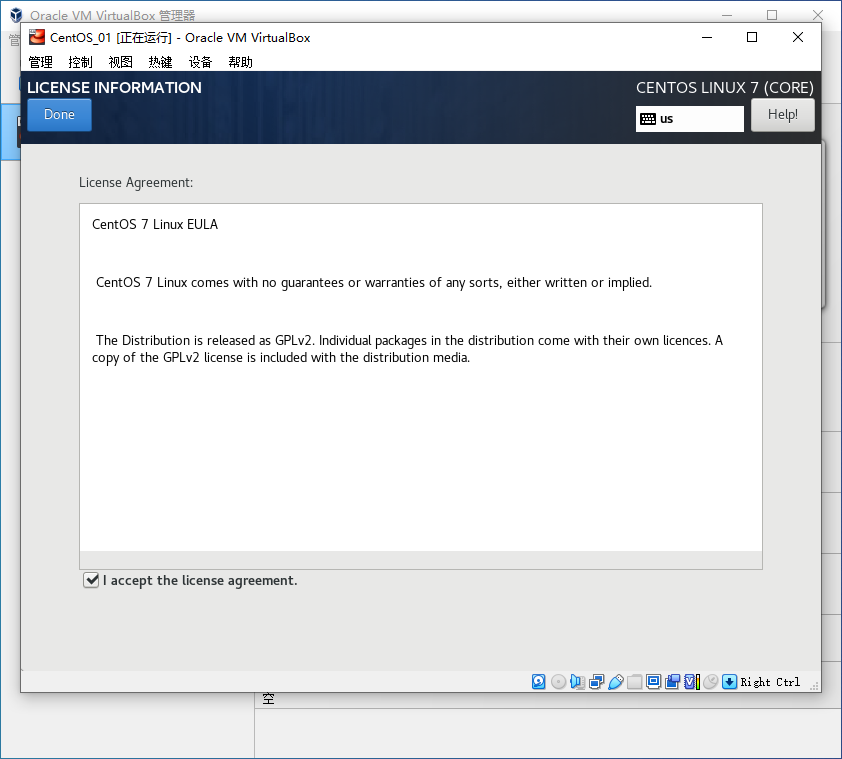 Oracle VM VirtualBox 管理器
CentOS_01 [正在运行] - Oracle VM VirtualBox
管理 控制 视图 热键 设备 帮助
LICENSE INFORMATION
CENTOS LINUX 7 (CORE)
Done
us
Help!
License Agreement:
CentOS 7 Linux EULA
CentOS 7 Linux comes with no guarantees or warranties of any sorts, either written or implied.
The Distribution is released as GPLv2. Individual packages in the distribution come with their own licences. A
copy of the GPLv2 license is included with the distribution media.
I accept the license agreement.
Right Ctrl
空